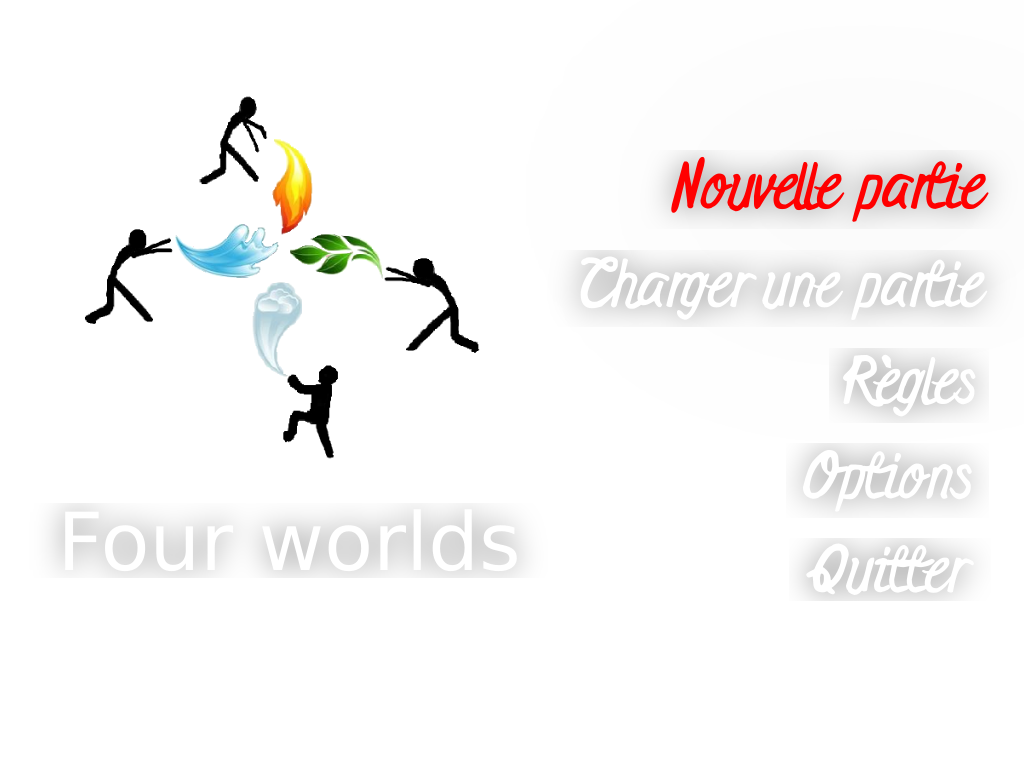 Nouvelle partie
Charger une partie
Règles
Options
Quitter
Four worlds